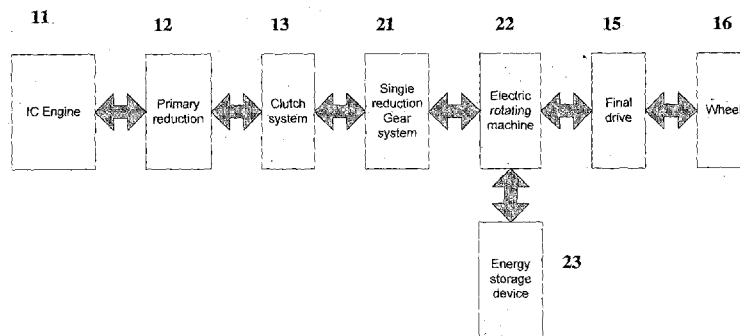 11
12
13
21
22
15
16
IC Engine
Primary
reduction
Clutch
system
Single
reduction
Gear
system
Electric
rotating
machine
Final
drive
Wheel
Energy
storage
device
23